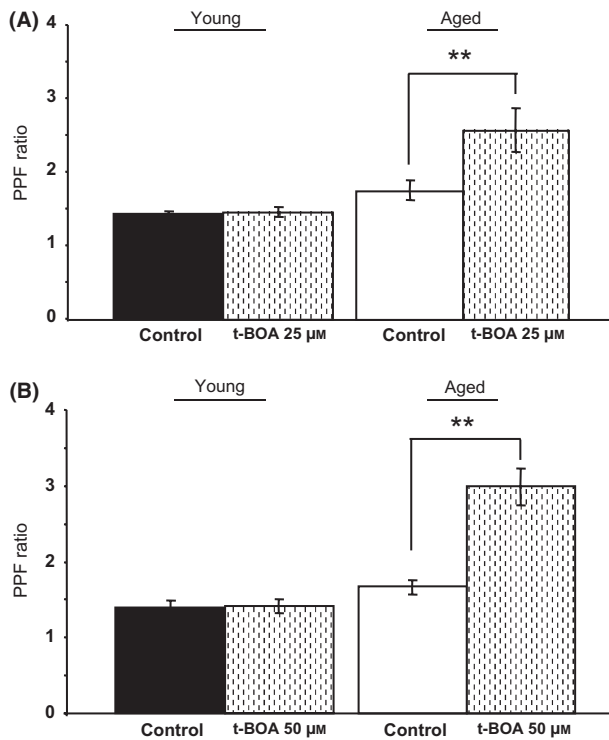 (A)
Young Aged
4
**
3
PPF ratio
2
1
0
Control t-BOA 25 µM Control t-BOA 25 µM
(B)
Young Aged
4
**
3
PPF ratio
2
1
0
Control t-BOA 50 µM Control t-BOA 50 µM